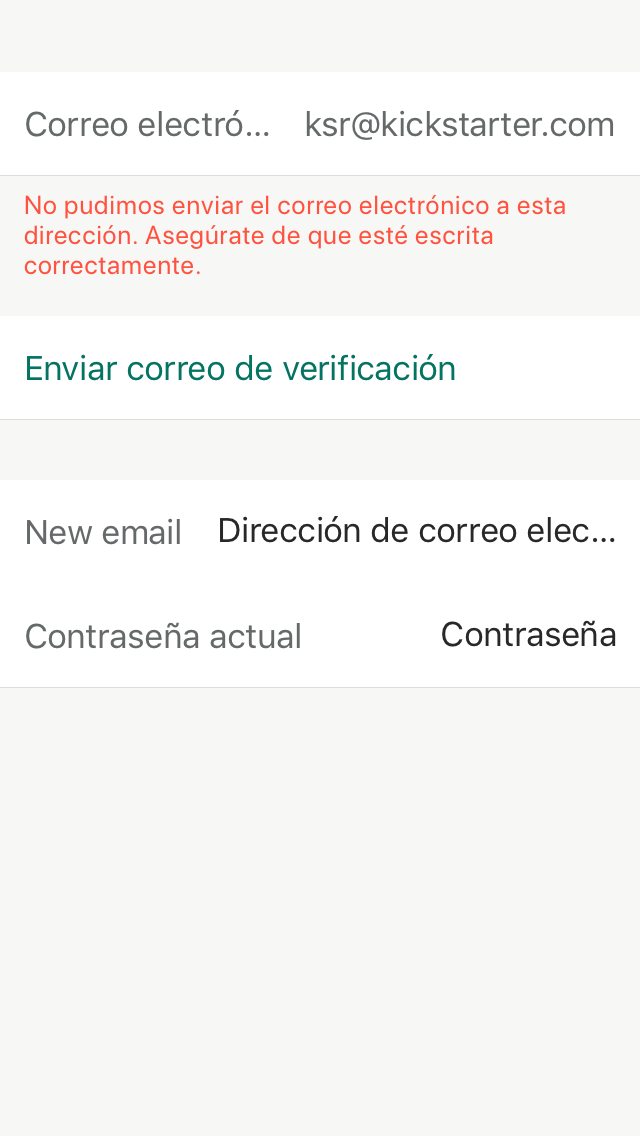 Correo electró... ksr@kickstarter.com
No pudimos enviar el correo electrónico a esta
dirección. Asegúrate de que esté escrita
correctamente.
Enviar correo de verificación
New email Dirección de correo elec...
Contraseña actual Contraseña